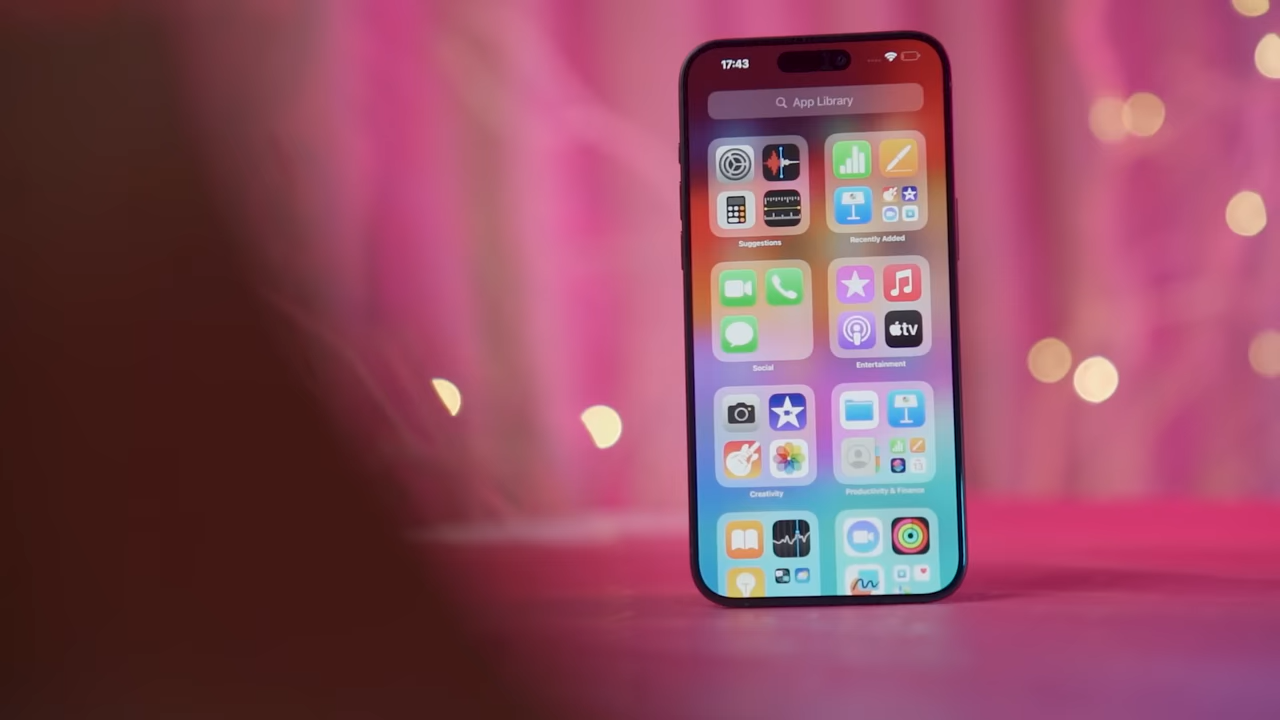 17:43
App Library
Suggestions
Recently Added
Social
tv
Entertainment
Creativity
Productivity & Finance